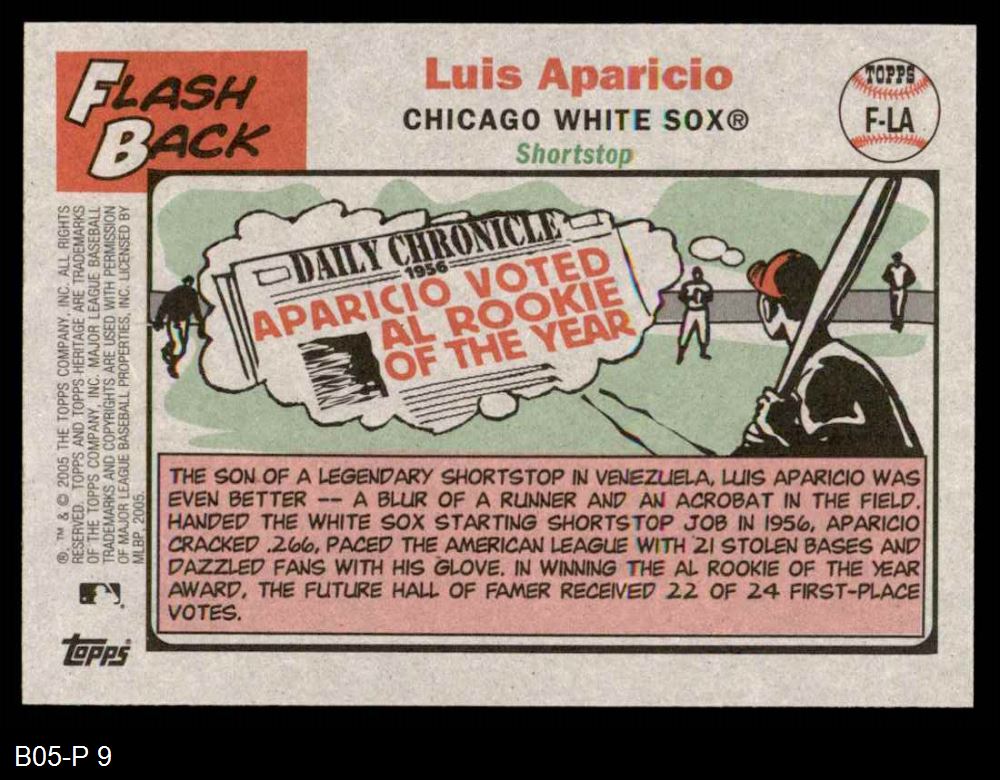 FLASH
BACK
Luis Aparicio
CHICAGO WHITE SOX®
Shortstop
TOPPS
F-LA
DAILY CHRONICLE
1956
APARICIO VOTED
AL ROOKIE
OF THE YEAR
THE SON OF A LEGENDARY SHORTSTOP IN VENEZUELA, LUIS APARICIO WAS
EVEN BETTER -- A BLUR OF A RUNNER AND AN ACROBAT IN THE FIELD.
HANDED THE WHITE SOX STARTING SHORTSTOP JOB IN 1956, APARICIO
CRACKED .266, PACED THE AMERICAN LEAGUE WITH 21 STOLEN BASES AND
DAZZLED FANS WITH HIS GLOVE. IN WINNING THE AL ROOKIE OF THE YEAR
AWARD, THE FUTURE HALL OF FAMER RECEIVED 22 OF 24 FIRST-PLACE
VOTES.
®, ™ & © 2005 THE TOPPS COMPANY, INC. ALL RIGHTS
RESERVED. TOPPS AND TOPPS HERITAGE ARE TRADEMARKS
OF THE TOPPS COMPANY, INC. MAJOR LEAGUE BASEBALL
TRADEMARKS AND COPYRIGHTS ARE USED WITH PERMISSION
OF MAJOR LEAGUE BASEBALL PROPERTIES, INC. LICENSED BY
MLBP 2005.
topps®
B05-P 9